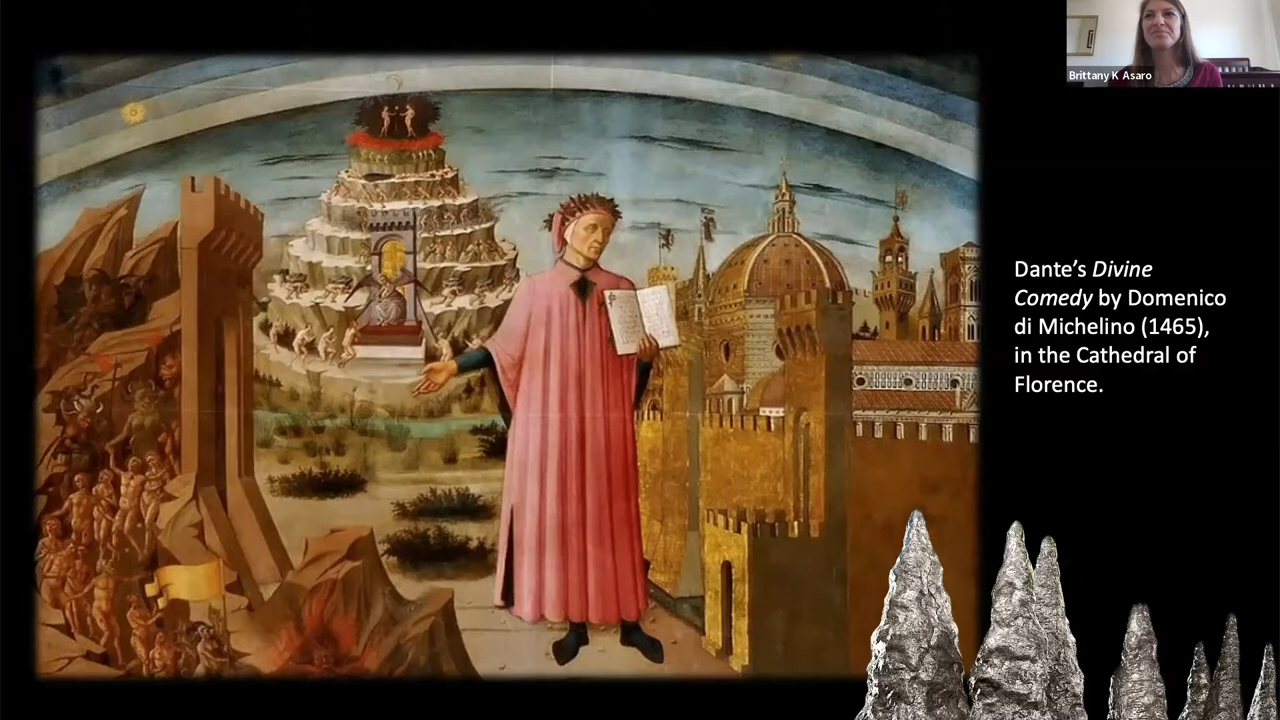 Brittany K Asaro
Dante's Divine
Comedy by Domenico
di Michelino (1465),
in the Cathedral of
Florence.